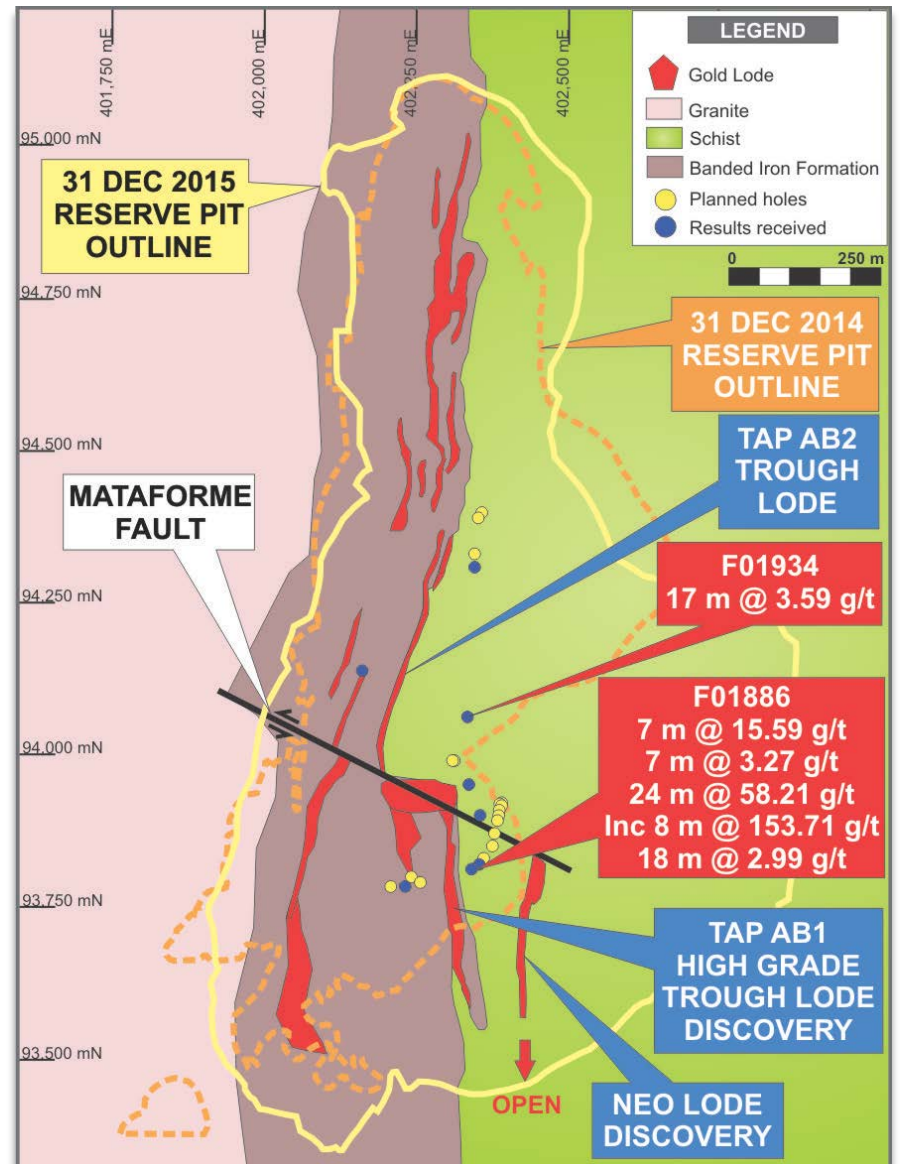 401,750 mE
402,000 mE
402,250 mE
402,500 mE
LEGEND
Gold Lode
Granite
Schist
Banded Iron Formation
Planned holes
Results received
0 250 m
95,000 mN
94,750 mN
94,500 mN
94,250 mN
94,000 mN
93,750 mN
93,500 mN
31 DEC 2015
RESERVE PIT
OUTLINE
31 DEC 2014
RESERVE PIT
OUTLINE
TAP AB2
TROUGH
LODE
MATAFORME
FAULT
F01934
17 m @ 3.59 g/t
F01886
7 m @ 15.59 g/t
7 m @ 3.27 g/t
24 m @ 58.21 g/t
Inc 8 m @ 153.71 g/t
18 m @ 2.99 g/t
TAP AB1
HIGH GRADE
TROUGH LODE
DISCOVERY
OPEN
NEO LODE
DISCOVERY